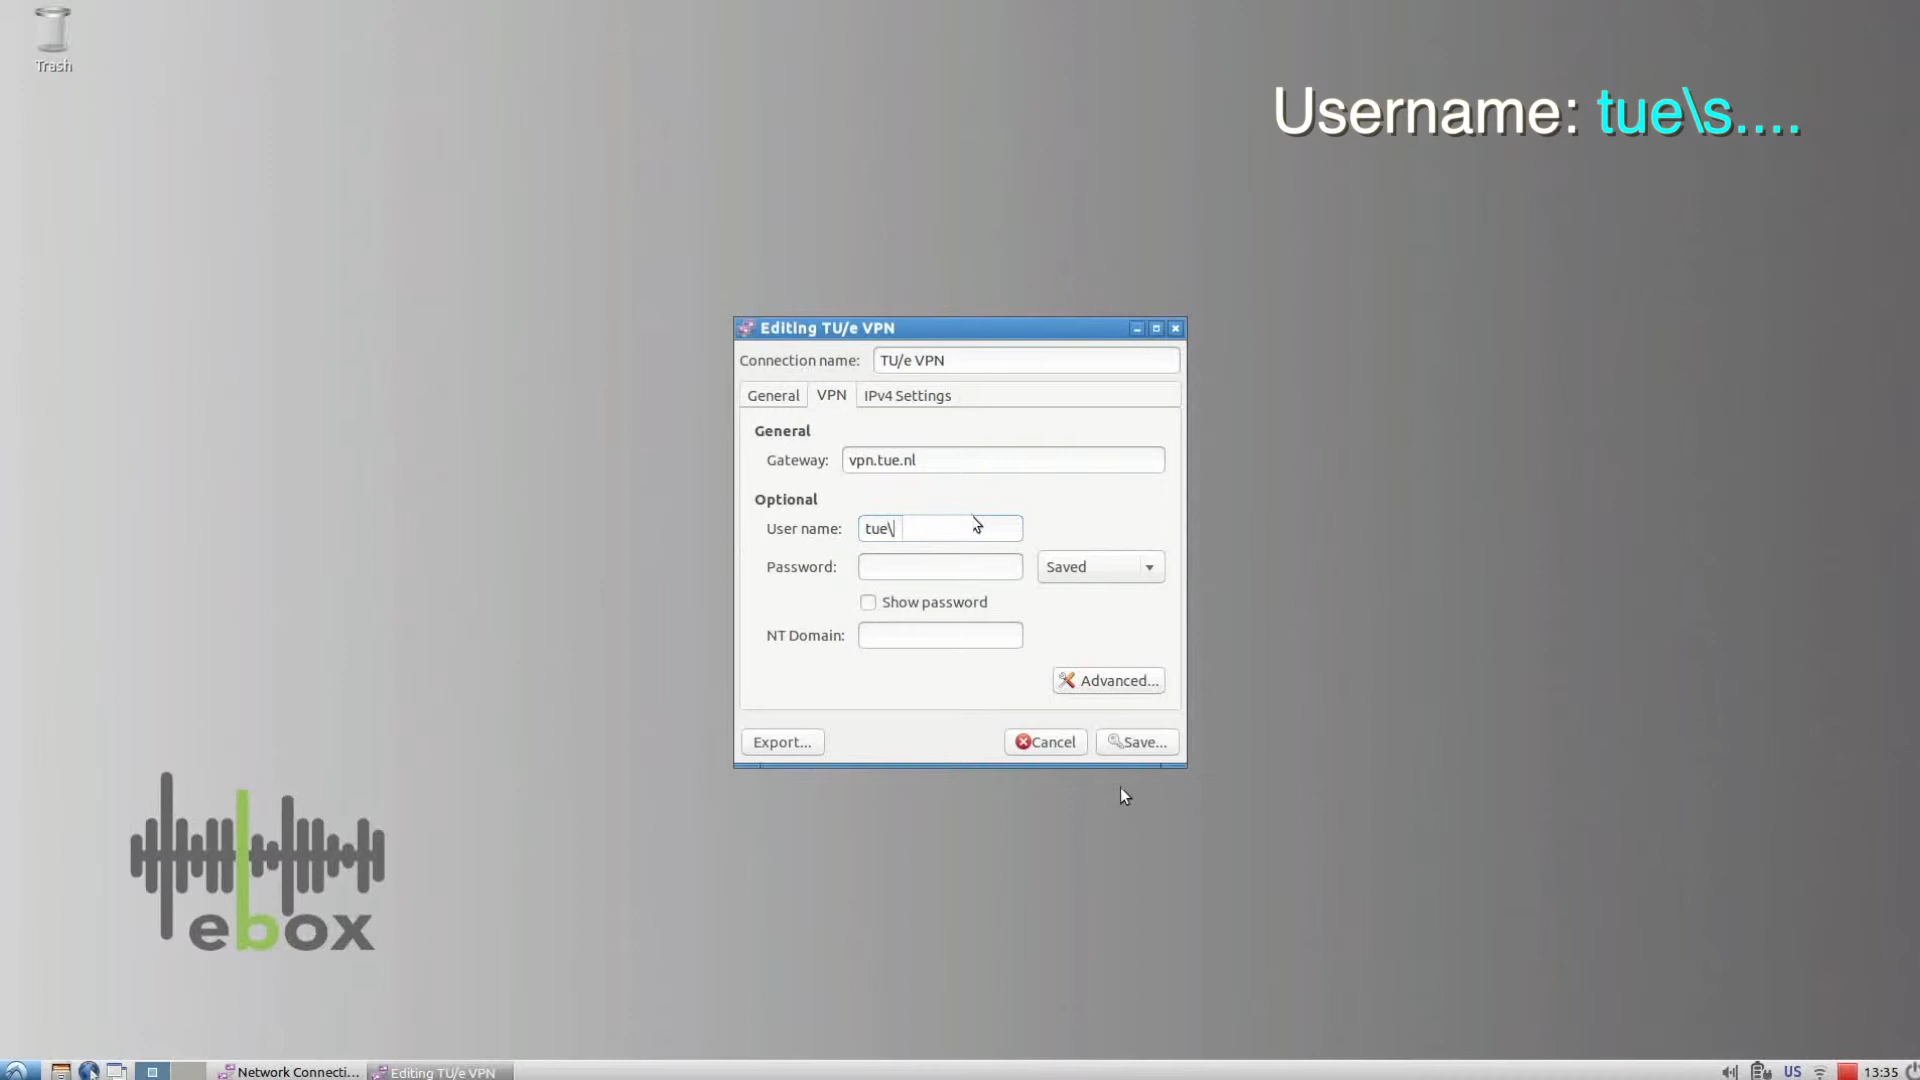 Trash
Username: tue\s....
Editing TU/e VPN
Connection name: TU/e VPN
General VPN IPv4 Settings
General
Gateway: vpn.tue.nl
Optional
User name: tue\
Password: Saved
Show password
NT Domain:
Advanced...
Export... Cancel Save...
ebox
Network Connecti... Editing TU/e VPN US 13:35